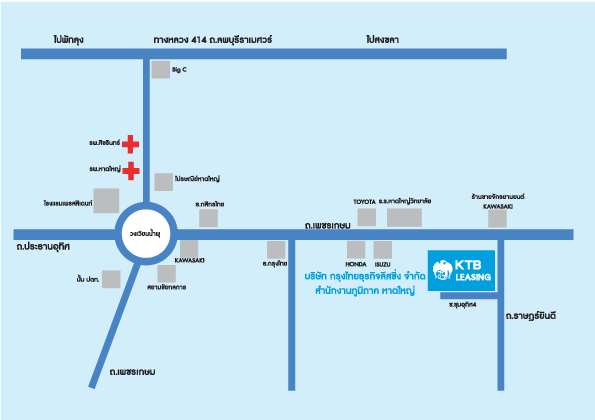 ไปพัทลุง
ทางหลวง 414 ถ.ลพบุรีราเมศวร์
ไปสงขลา
Big C
รพ.ศิขรินทร์
รพ.หาดใหญ่
ไปรษณีย์หาดใหญ่
โรงแรมเพรสิเดนท์
ธ.กสิกรไทย
TOYOTA
ร.ร.หาดใหญ่วิทยาลัย
ร้านขายจักรยานยนต์
KAWASAKI
วงเวียนน้ำพุ
ถ.เพชรเกษม
ถ.ประธานอุทิศ
KAWASAKI
ธ.กรุงไทย
HONDA
ISUZU
KTB
LEASING
บริษัท กรุงไทยธุรกิจลีสซิ่ง จำกัด
สำนักงานภูมิภาค หาดใหญ่
ปั๊ม ปตท.
สยามชัยกลการ
ซ.ชุมอุทิศ4
ถ.ราษฎร์ยินดี
ถ.เพชรเกษม